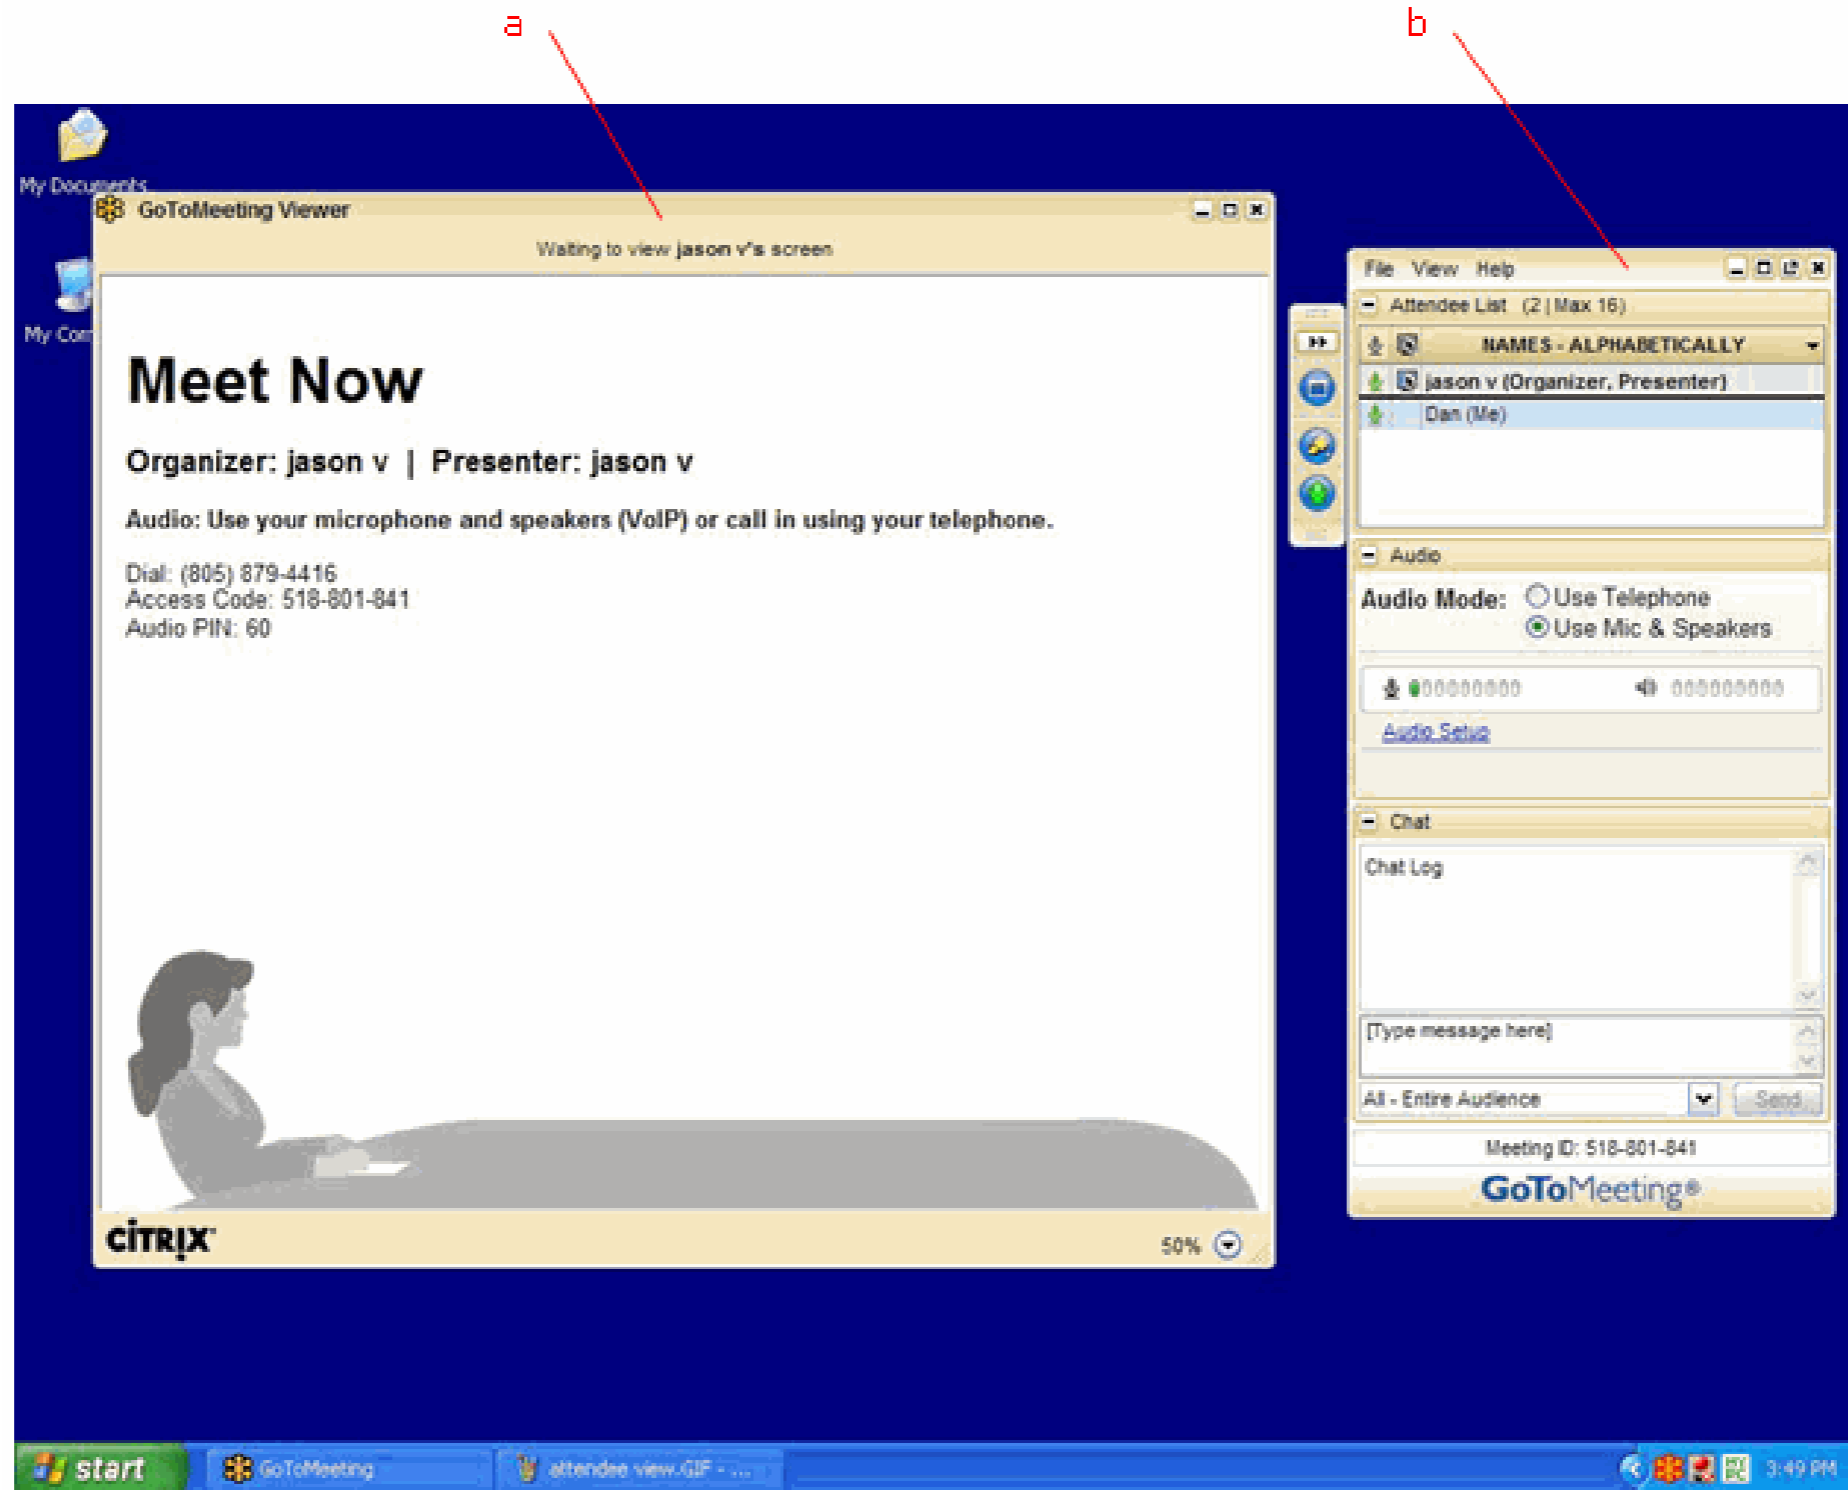 a
b
My Documents
GoToMeeting Viewer
Waiting to view jason v's screen
My Com
Meet Now
Organizer: jason v | Presenter: jason v
Audio: Use your microphone and speakers (VoIP) or call in using your telephone.
Dial: (805) 879-4416
Access Code: 518-801-841
Audio PIN: 60
CITRIX
50%
File View Help
Attendee List (2 | Max 16)
NAMES - ALPHABETICALLY
jason v (Organizer, Presenter)
Dan (Me)
Audio
Audio Mode: Use Telephone
Use Mic & Speakers
Audio Setup
Chat
Chat Log
[Type message here]
All - Entire Audience
Send
Meeting ID: 518-801-841
GoToMeeting®
start
GoToMeeting
attendee view.GIF - ...
3:49 PM